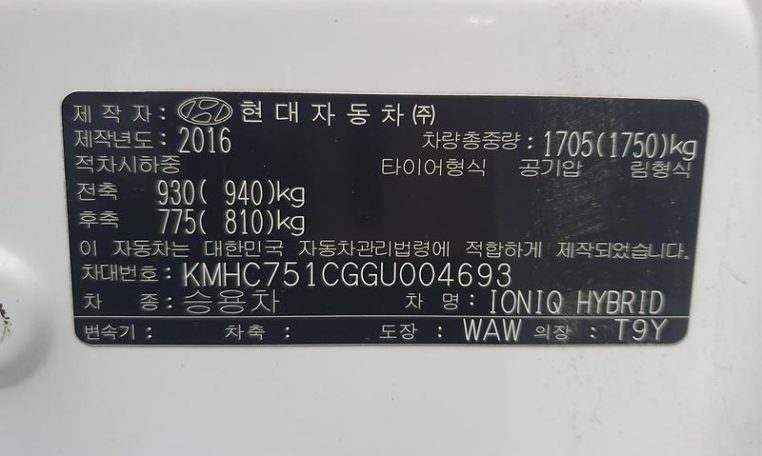 제 작 자 : 현 대 자 동 차 ㈜
제작년도 : 2016 차량총중량 : 1705(1750)kg
적차시하중 타이어형식 공기압 림형식
전축 930( 940)kg
후축 775( 810)kg
이 자동차는 대한민국 자동차관리법령에 적합하게 제작되었습니다.
차대번호 : KMHC751CGGU004693
차 종 : 승용차 차 명 : IONIQ HYBRID
변속기 : 차축 : 도장 : WAW 의장 : T9Y